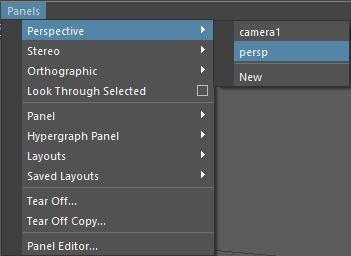 Panels
Perspective
Stereo
Orthographic
Look Through Selected
Panel
Hypergraph Panel
Layouts
Saved Layouts
Tear Off...
Tear Off Copy...
Panel Editor...
camera1
persp
New